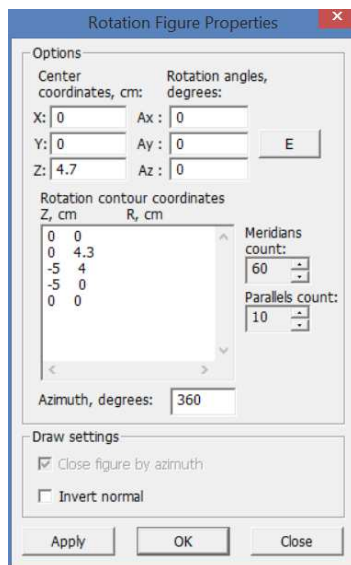 Rotation Figure Properties
Options
Center coordinates, cm:
Rotation angles, degrees:
X: 0 Ax : 0
Y: 0 Ay : 0 E
Z: 4.7 Az : 0
Rotation contour coordinates
Z, cm R, cm
0 0
0 4.3
-5 4
-5 0
0 0
Meridians
count:
60
Parallels count:
10
Azimuth, degrees: 360
Draw settings
Close figure by azimuth
Invert normal
Apply OK Close